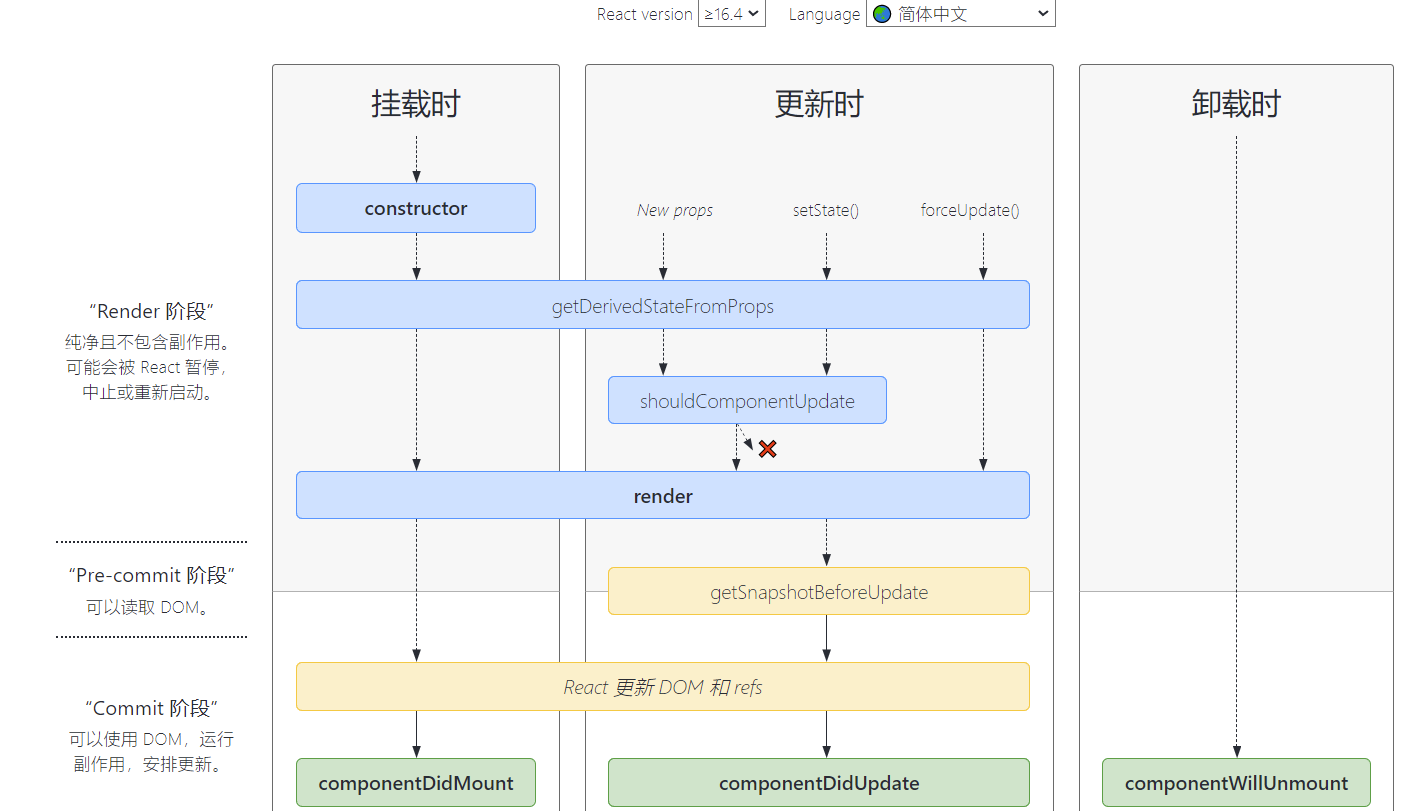 React version ≥16.4 Language 简体中文
挂载时 更新时 卸载时
constructor
New props setState() forceUpdate()
getDerivedStateFromProps
“Render 阶段”
纯净且不包含副作用。
可能会被 React 暂停，
中止或重新启动。
shouldComponentUpdate
render
“Pre-commit 阶段”
可以读取 DOM。
getSnapshotBeforeUpdate
React 更新 DOM 和 refs
“Commit 阶段”
可以使用 DOM，运行
副作用，安排更新。
componentDidMount componentDidUpdate componentWillUnmount